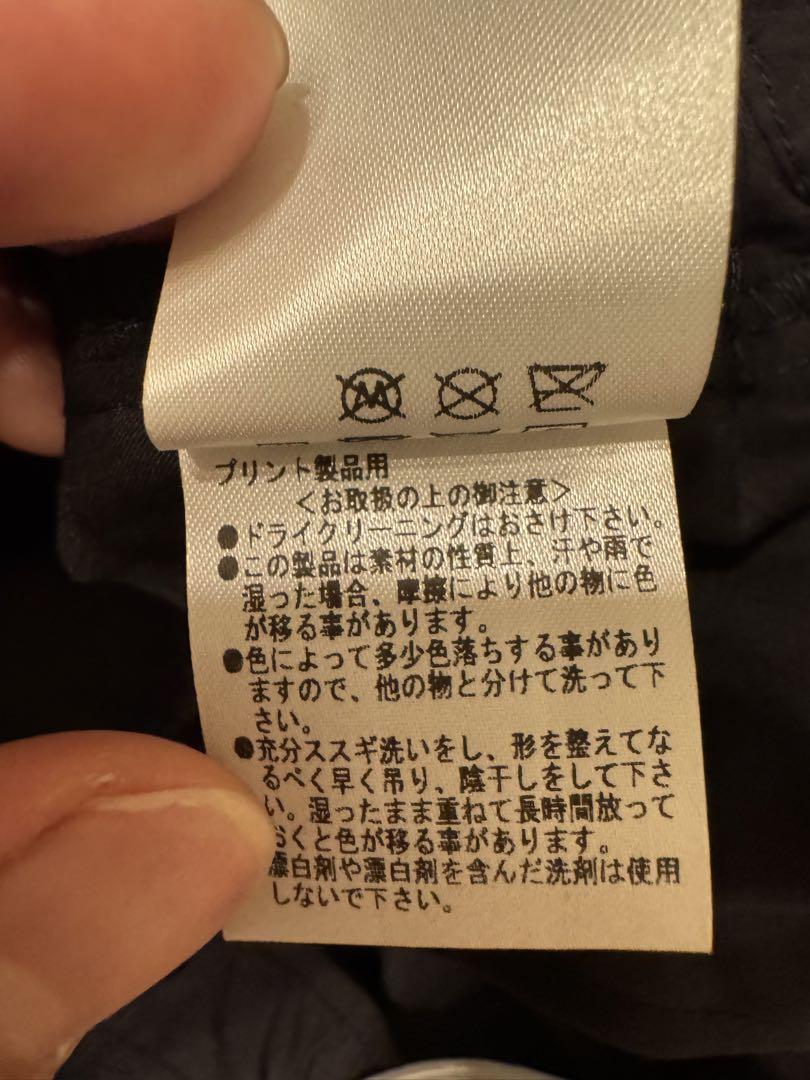 W
プリント製品用
<お取扱の上の御注意>
●ドライクリーニングはおさけ下さい。
●この製品は素材の性質上、汗や雨で
湿った場合、摩擦により他の物に色
が移る事があります。
●色によって多少色落ちする事があり
ますので、他の物と分けて洗って下
さい。
●充分ススギ洗いをし、形を整えてな
るべく早く吊り、陰干しをして下さ
い。湿ったまま重ねて長時間放って
おくと色が移る事があります。
漂白剤や漂白剤を含んだ洗剤は使用
しないで下さい。